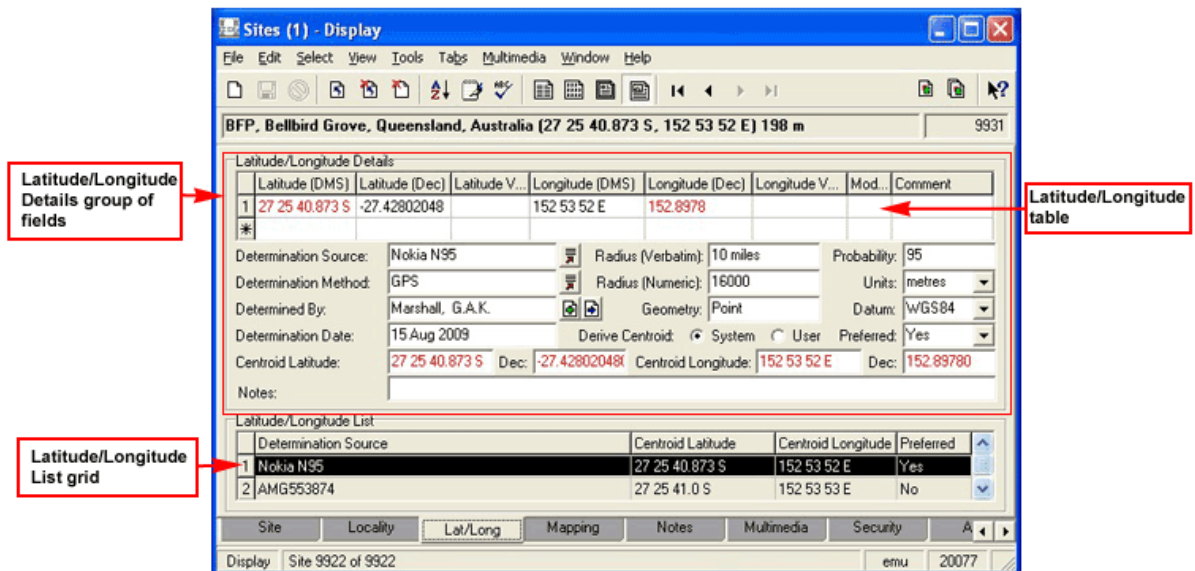 Sites (1) - Display
File Edit Select View Tools Tabs Multimedia Window Help
BFP, Bellbird Grove, Queensland, Australia (27 25 40.873 S, 152 53 52 E) 198 m 9931
Latitude/Longitude Details
Latitude (DMS) Latitude (Dec) Latitude V... Longitude (DMS) Longitude (Dec) Longitude V... Mod... Comment
1 27 25 40.873 S -27.42802048 152 53 52 E 152.8978
*
Latitude/Longitude
Details group of
fields
Latitude/Longitude
table
Determination Source: Nokia N95 Radius (Verbatim): 10 miles Probability: 95
Determination Method: GPS Radius (Numeric): 16000 Units: metres
Determined By: Marshall, G.A.K. Geometry: Point Datum: WGS84
Determination Date: 15 Aug 2009 Derive Centroid: System User Preferred: Yes
Centroid Latitude: 27 25 40.873 S Dec: -27.42802048 Centroid Longitude: 152 53 52 E Dec: 152.89780
Notes:
Latitude/Longitude List
Determination Source Centroid Latitude Centroid Longitude Preferred
1 Nokia N95 27 25 40.873 S 152 53 52 E Yes
2 AMG553874 27 25 41.0 S 152 53 53 E No
Latitude/Longitude
List grid
Site Locality Lat/Long Mapping Notes Multimedia Security A
Display Site 9922 of 9922 emu 20077